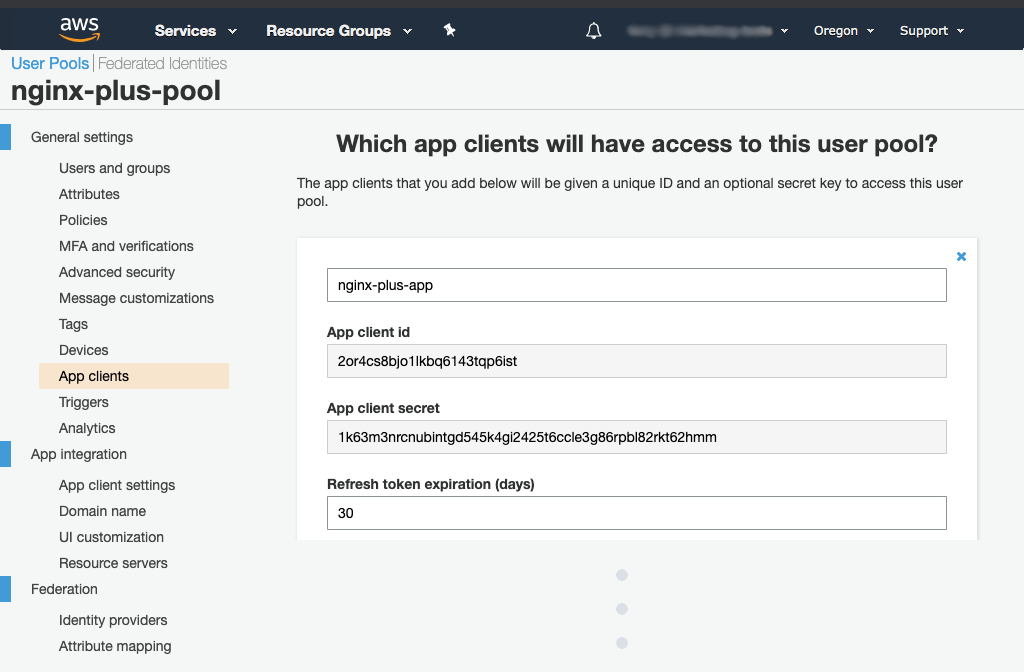 aws Services Resource Groups Oregon Support
User Pools | Federated Identities
nginx-plus-pool
General settings
Users and groups
Attributes
Policies
MFA and verifications
Advanced security
Message customizations
Tags
Devices
App clients
Triggers
Analytics
App integration
App client settings
Domain name
UI customization
Resource servers
Federation
Identity providers
Attribute mapping
Which app clients will have access to this user pool?
The app clients that you add below will be given a unique ID and an optional secret key to access this user
pool.
nginx-plus-app
App client id
2or4cs8bjo1lkbq6143tqp6ist
App client secret
1k63m3nrcnubintgd545k4gi2425t6ccle3g86rpbl82rkt62hmm
Refresh token expiration (days)
30